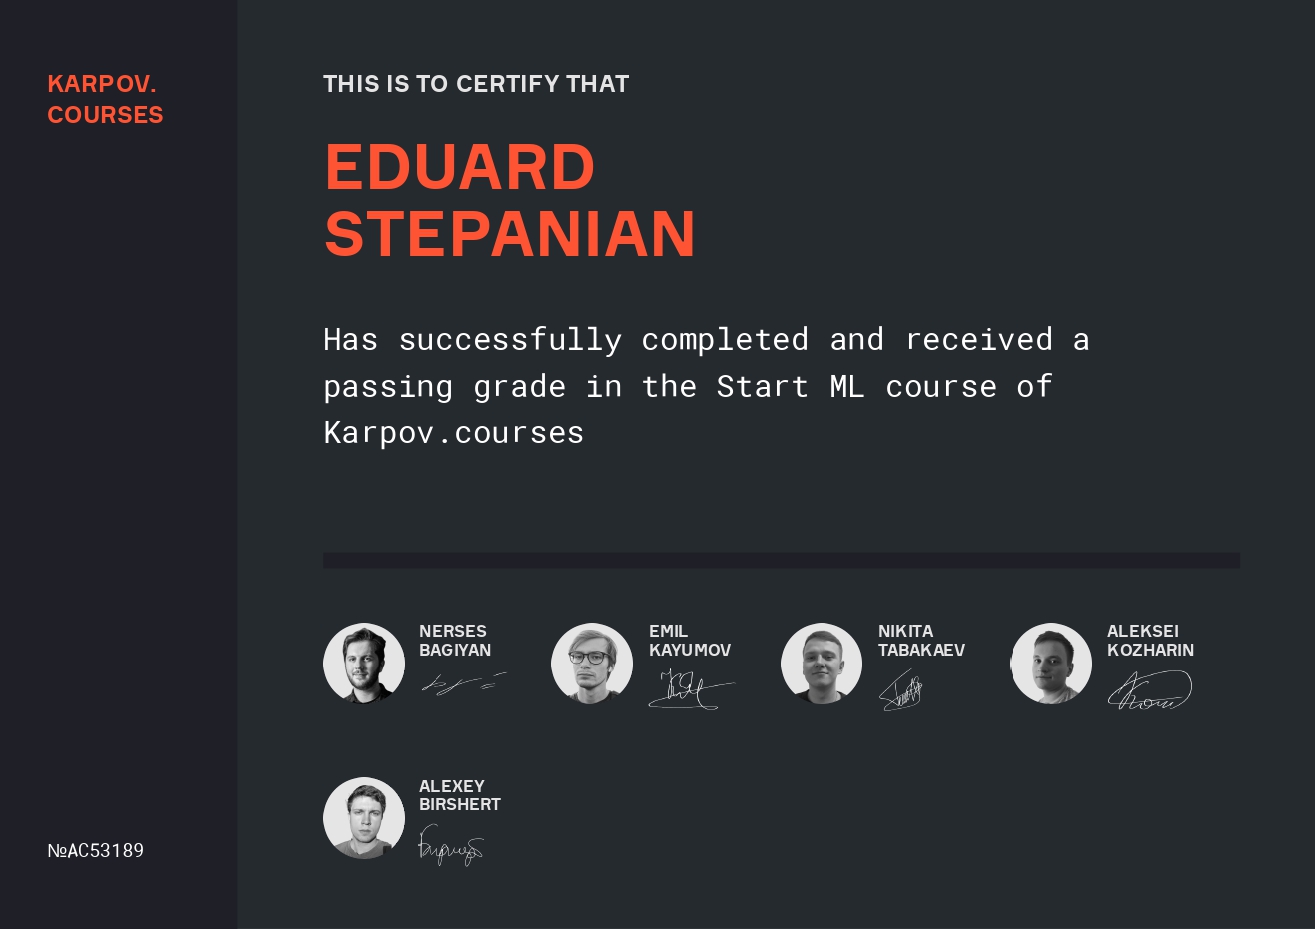 KARPOV.
COURSES
THIS IS TO CERTIFY THAT
EDUARD
STEPANIAN
Has successfully completed and received a
passing grade in the Start ML course of
Karpov.courses
NERSES
BAGIYAN
EMIL
KAYUMOV
NIKITA
TABAKAEV
ALEKSEI
KOZHARIN
ALEXEY
BIRSHERT
№AC53189